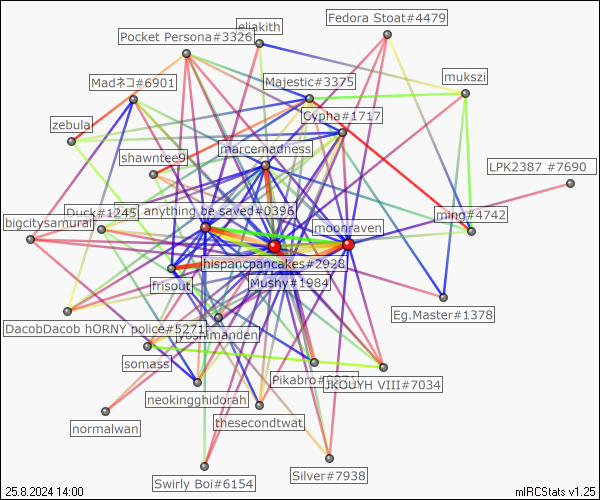 Fedora Stoat#4479
eliakith
Pocket Persona#3326
mukszi
Majestic#3375
Madネコ#6901
Cypha#1717
zebula
marcemadness
shawntee9
LPK2387 #7690
anything be saved#0396
Duck#1245
ming#4742
bigcitysamurai
moonraven
hispancpancakes#2928
frisout
Mushy#1984
Eg.Master#1378
DacobDacob hORNY police#5271
yoshimanden
somass
Pikabro
JKOUYH VIII#7034
neokingghidorah
thesecondtwat
normalwan
Silver#7938
Swirly Boi#6154
25.8.2024 14:00
mIRCStats v1.25